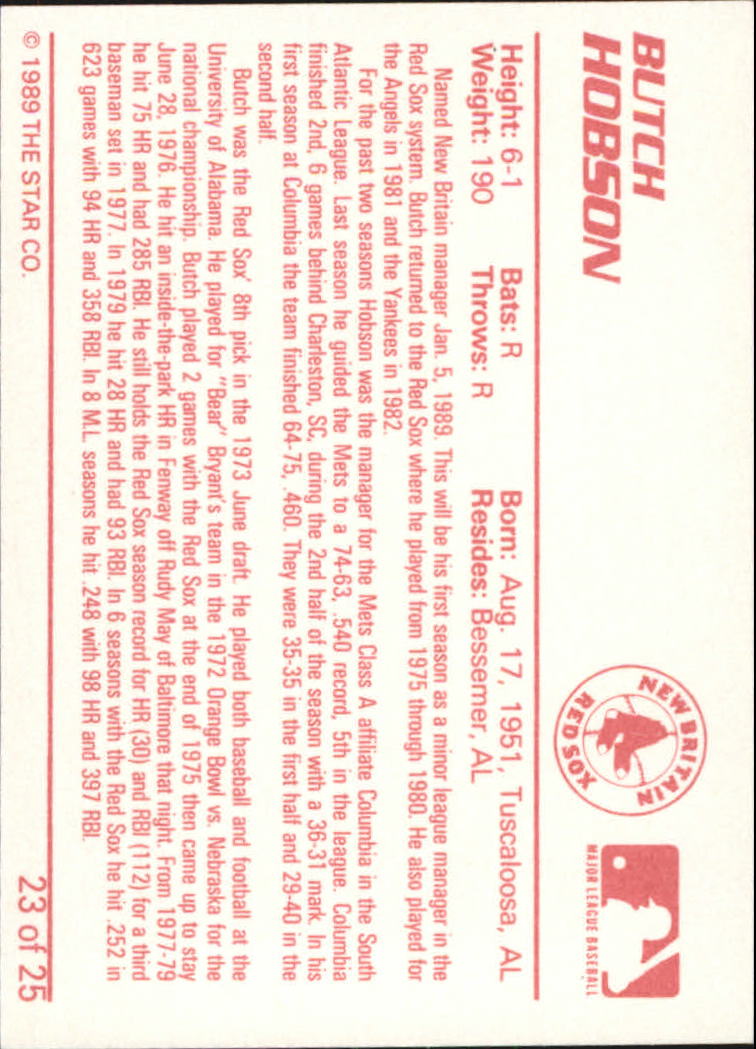 BUTCH
HOBSON
NEW BRITAIN
RED SOX
MAJOR LEAGUE BASEBALL
Height: 6-1 Bats: R Born: Aug. 17, 1951, Tuscaloosa, AL
Weight: 190 Throws: R Resides: Bessemer, AL
Named New Britain manager Jan. 5, 1989. This will be his first season as a minor league manager in the
Red Sox system. Butch returned to the Red Sox where he played from 1975 through 1980. He also played for
the Angels in 1981 and the Yankees in 1982.
For the past two seasons Hobson was the manager for the Mets Class A affiliate Columbia in the South
Atlantic League. Last season he guided the Mets to a 74-63, .540 record, 5th in the league. Columbia
finished 2nd, 6 games behind Charleston, SC, during the 2nd half of the season with a 36-31 mark. In his
first season at Columbia the team finished 64-75, .460. They were 35-35 in the first half and 29-40 in the
second half.
Butch was the Red Sox' 8th pick in the 1973 June draft. He played both baseball and football at the
University of Alabama. He played for "Bear" Bryant's team in the 1972 Orange Bowl vs. Nebraska for the
national championship. Butch played 2 games with the Red Sox at the end of 1975 then came up to stay
June 28, 1976. He hit an inside-the-park HR in Fenway off Rudy May of Baltimore that night. From 1977-79
he hit 75 HR and had 285 RBI. He still holds the Red Sox season record for HR (30) and RBI (112) for a third
baseman set in 1977. In 1979 he hit 28 HR and had 93 RBI. In 6 seasons with the Red Sox he hit .252 in
623 games with 94 HR and 358 RBI. In 8 M.L. seasons he hit .248 with 98 HR and 397 RBI.
© 1989 THE STAR CO. 23 of 25